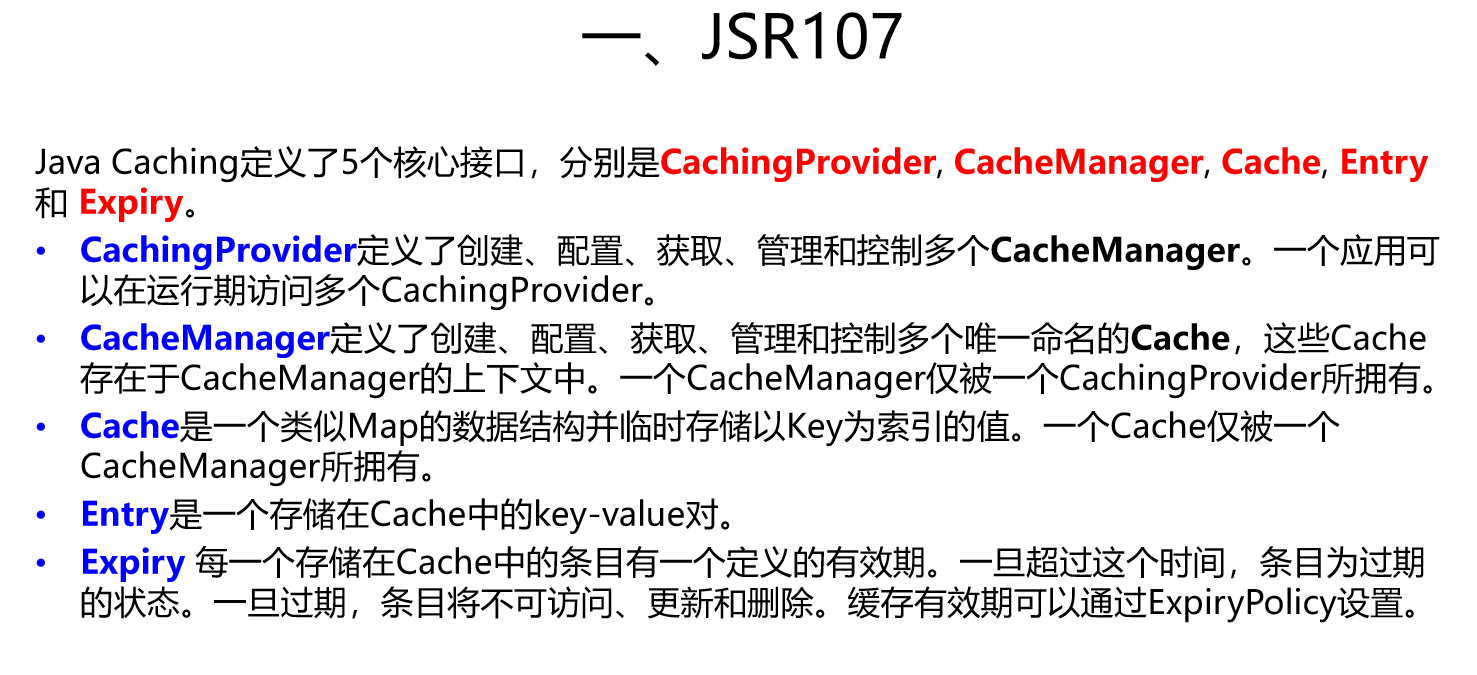 一、JSR107
Java Caching定义了5个核心接口，分别是CachingProvider, CacheManager, Cache, Entry
和 Expiry。
• CachingProvider定义了创建、配置、获取、管理和控制多个CacheManager。一个应用可
以在运行期访问多个CachingProvider。
• CacheManager定义了创建、配置、获取、管理和控制多个唯一命名的Cache，这些Cache
存在于CacheManager的上下文中。一个CacheManager仅被一个CachingProvider所拥有。
• Cache是一个类似Map的数据结构并临时存储以Key为索引的值。一个Cache仅被一个
CacheManager所拥有。
• Entry是一个存储在Cache中的key-value对。
• Expiry 每一个存储在Cache中的条目有一个定义的有效期。一旦超过这个时间，条目为过期
的状态。一旦过期，条目将不可访问、更新和删除。缓存有效期可以通过ExpiryPolicy设置。